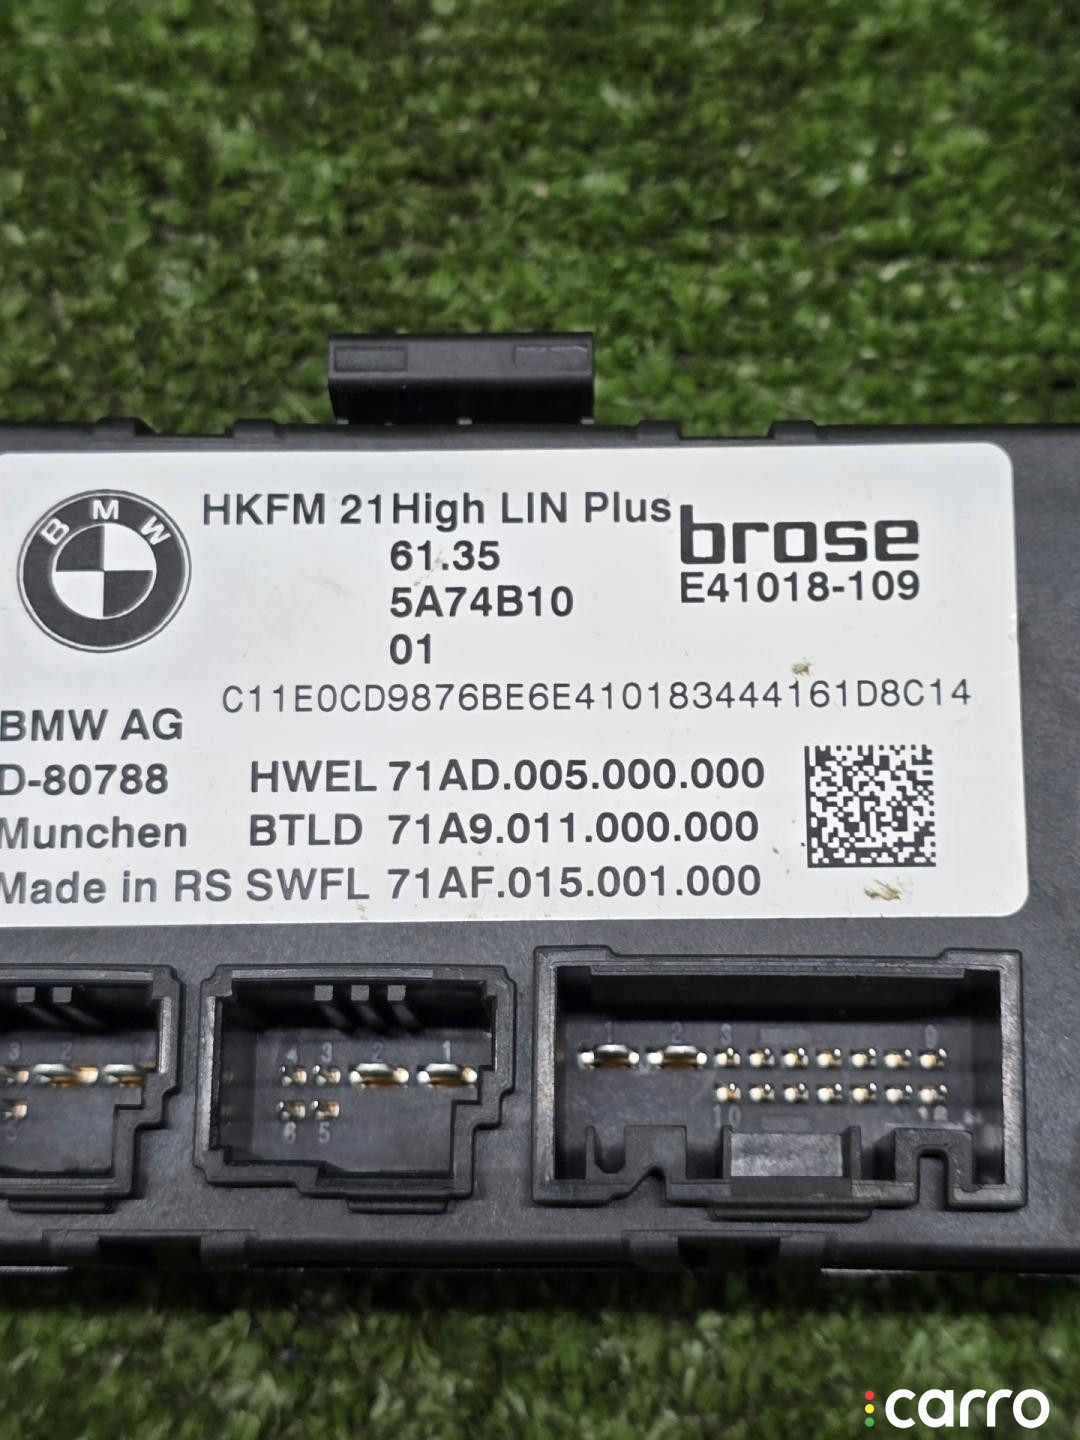 BMW
HKFM 21 High LIN Plus
61.35
5A74B10
01
brose
E41018-109
C11E0CD9876BE6E410183444161D8C14
BMW AG
D-80788
Munchen
Made in RS
HWEL 71AD.005.000.000
BTLD 71A9.011.000.000
SWFL 71AF.015.001.000
3 2 1
4 3 2 1
6 5
1 2 3 9
10 18
carro